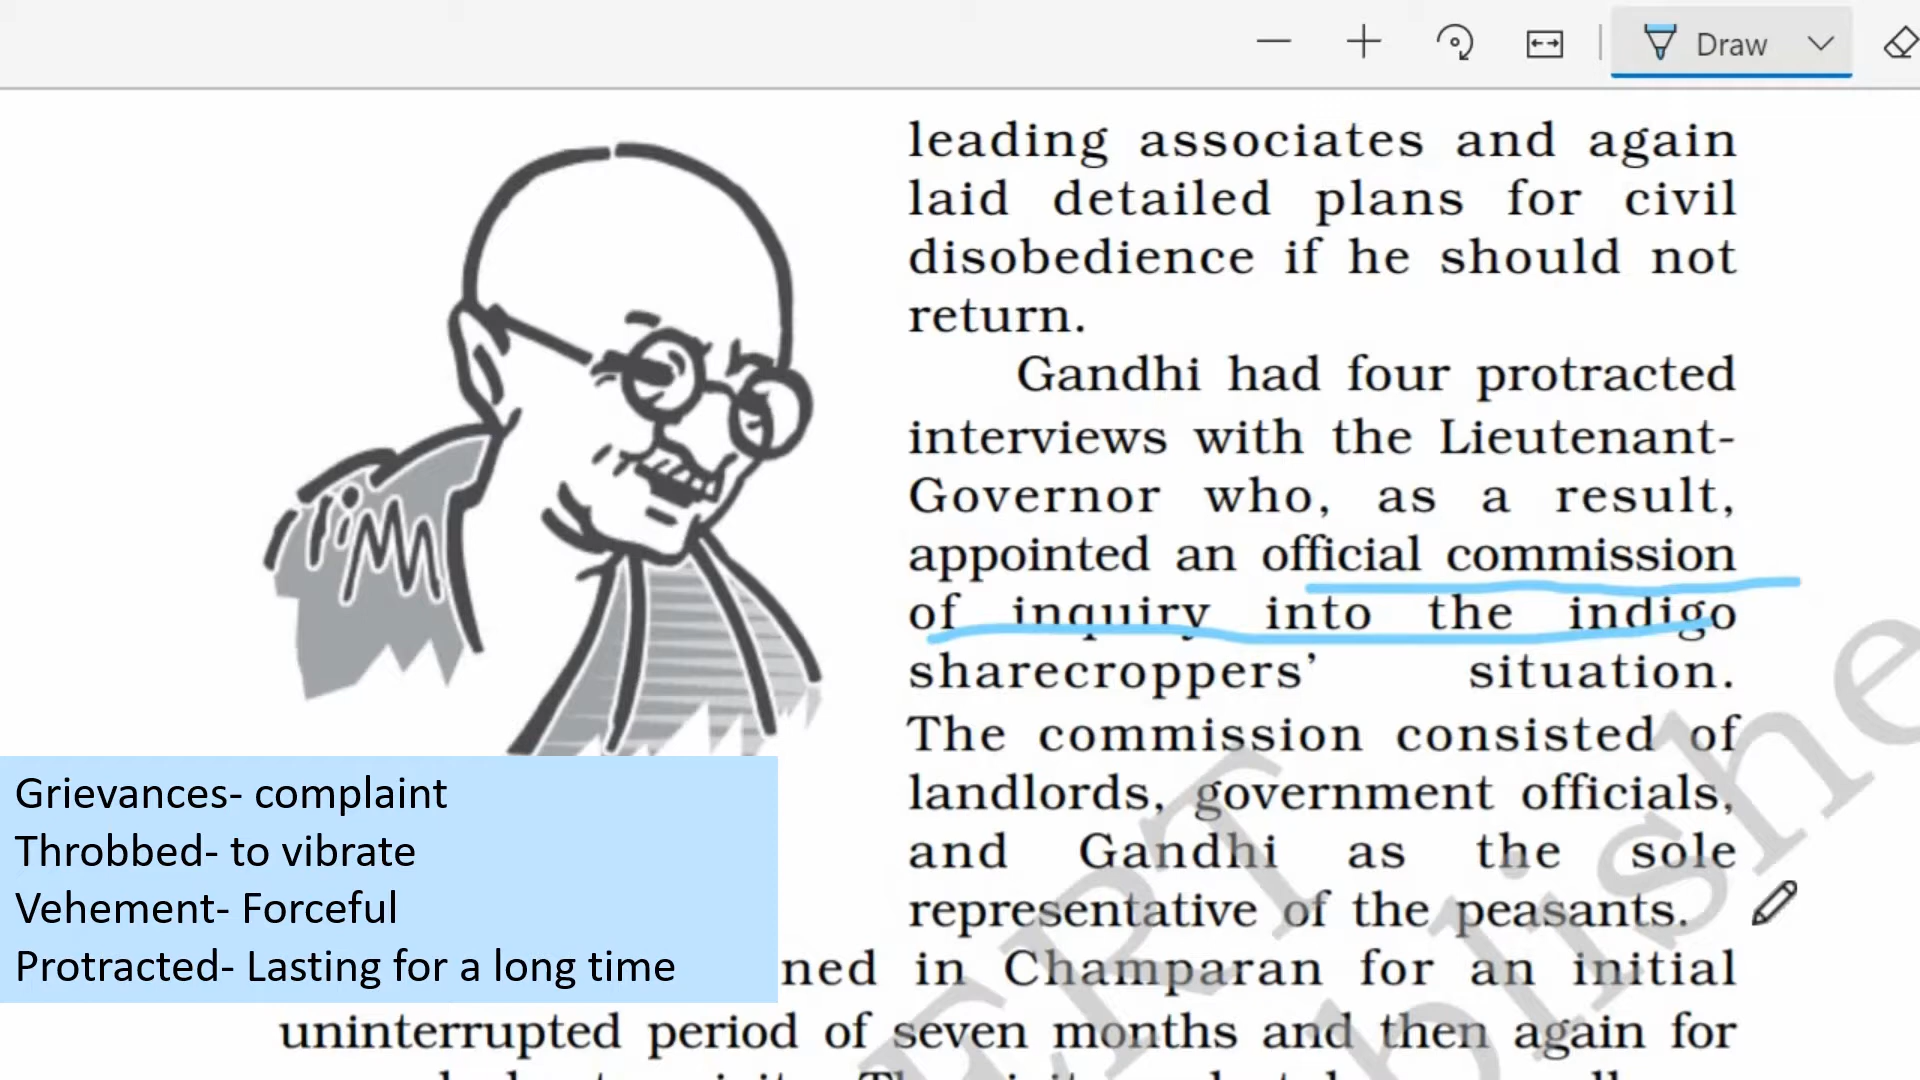 Draw
leading associates and again
laid detailed plans for civil
disobedience if he should not
return.
Gandhi had four protracted
interviews with the Lieutenant-
Governor who, as a result,
appointed an official commission
of inquiry into the indigo
sharecroppers’ situation.
The commission consisted of
landlords, government officials,
and Gandhi as the sole
representative of the peasants.
ned in Champaran for an initial
uninterrupted period of seven months and then again for
Grievances- complaint
Throbbed- to vibrate
Vehement- Forceful
Protracted- Lasting for a long time